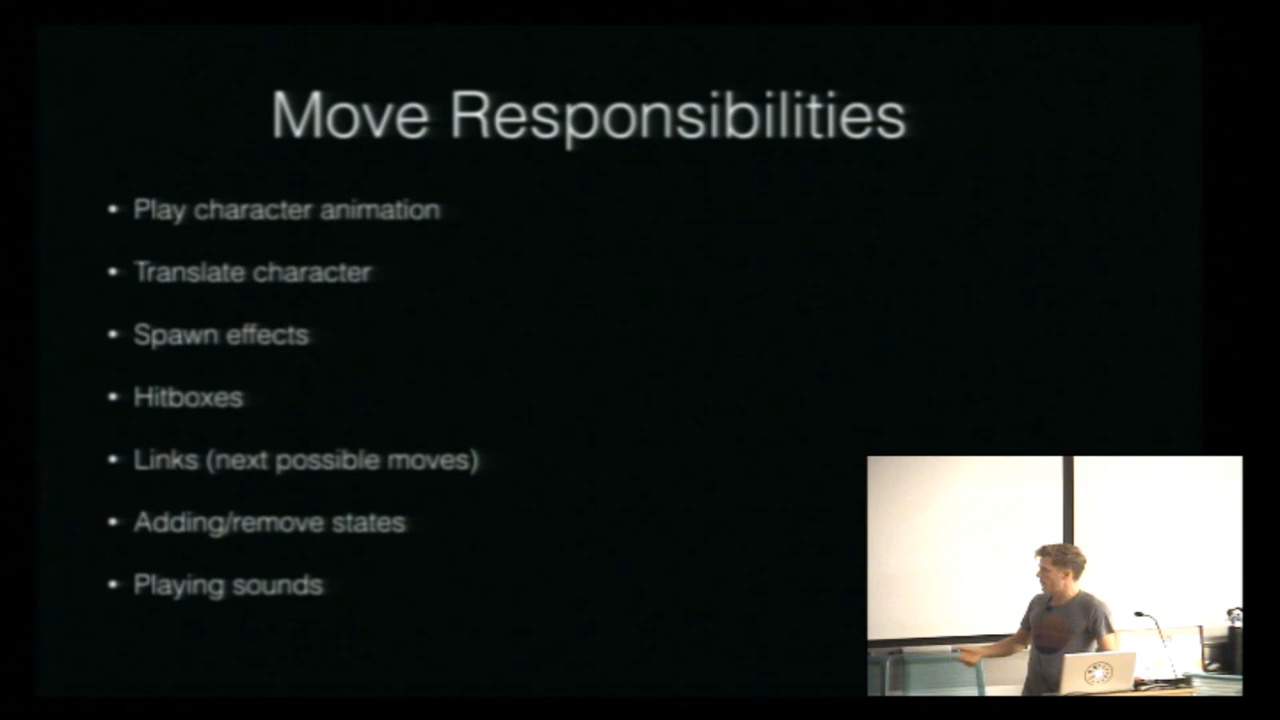 Move Responsibilities
• Play character animation
• Translate character
• Spawn effects
• Hitboxes
• Links (next possible moves)
• Adding/remove states
• Playing sounds